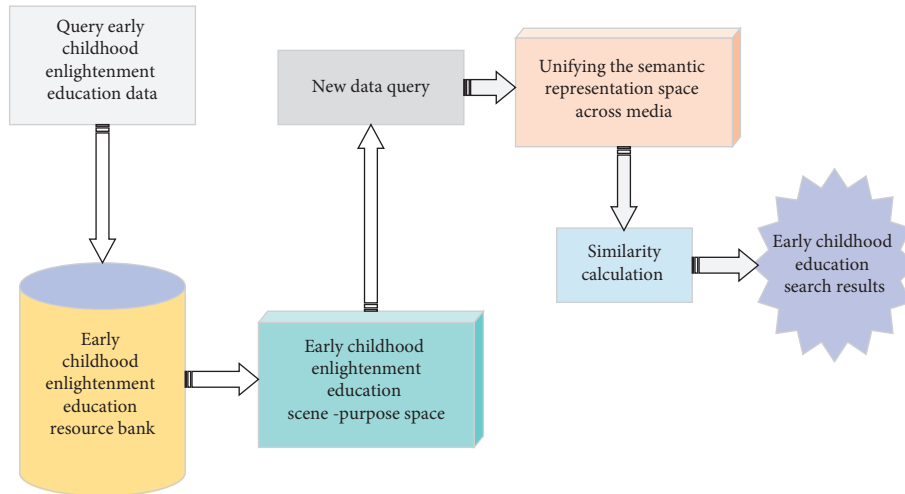 Query early
childhood
enlightenment
education data
Early
childhood
enlightenment
education
resource bank
Early childhood
enlightenment
education
scene -purpose space
New data query
Unifying the semantic
representation space
across media
Similarity
calculation
Early childhood
education
search results